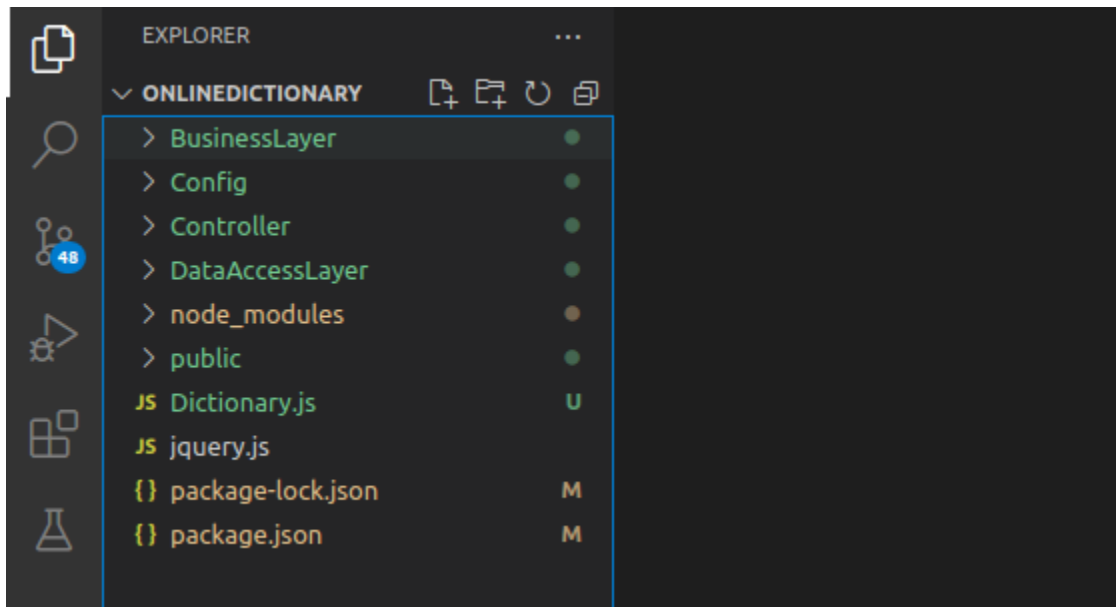 EXPLORER ...
ONLINEDICTIONARY
BusinessLayer
Config
Controller
48
DataAccessLayer
node_modules
public
JS Dictionary.js U
JS jquery.js
{} package-lock.json M
{} package.json M